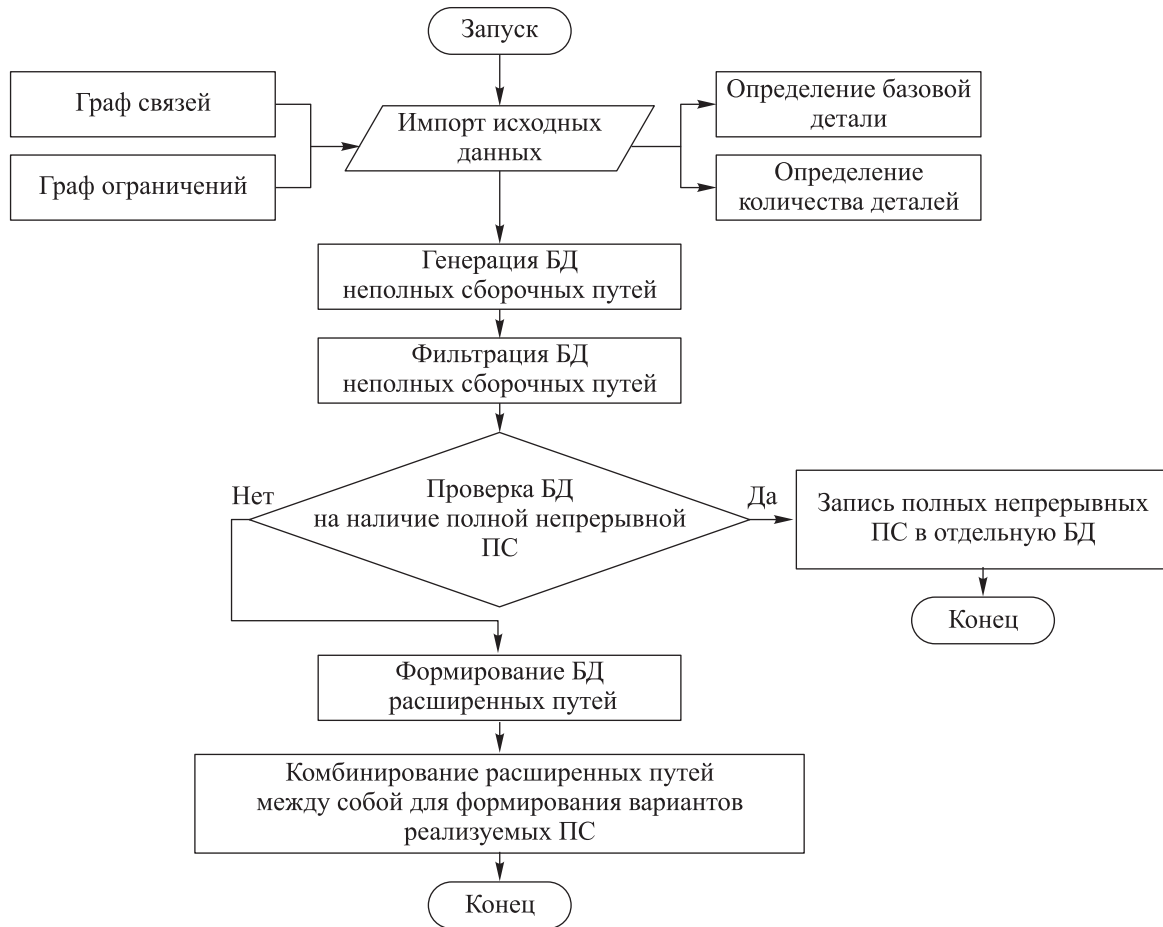 Запуск
Граф связей
Граф ограничений
Импорт исходных
данных
Определение базовой
детали
Определение
количества деталей
Генерация БД
неполных сборочных путей
Фильтрация БД
неполных сборочных путей
Нет
Проверка БД
на наличие полной непрерывной
ПС
Да
Запись полных непрерывных
ПС в отдельную БД
Конец
Формирование БД
расширенных путей
Комбинирование расширенных путей
между собой для формирования вариантов
реализуемых ПС
Конец